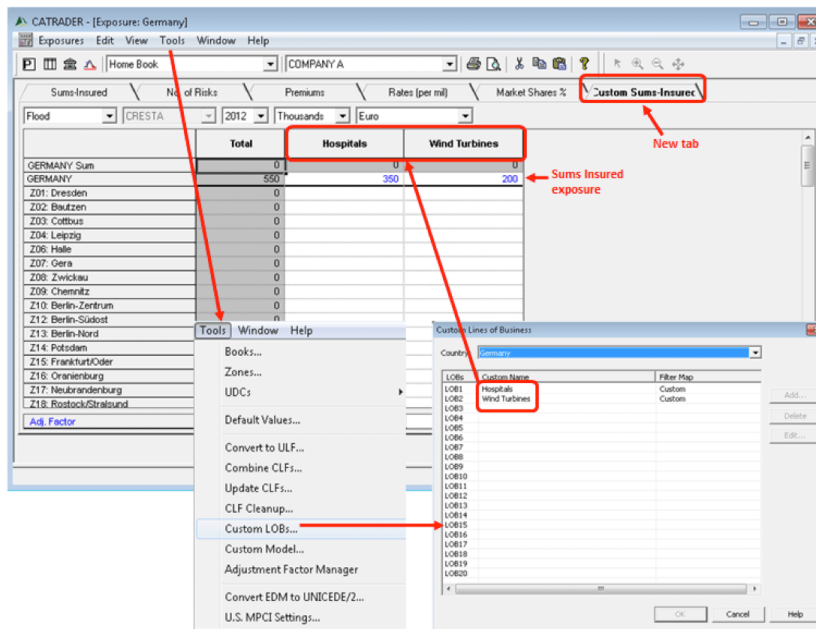 CATRADER - [Exposure: Germany]
Exposures Edit View Tools Window Help
Home Book COMPANY A
Sums-Insured No. of Risks Premiums Rates (per mil) Market Shares % Custom Sums-Insured
Flood CRESTA 2012 Thousands Euro
New tab
Total Hospitals Wind Turbines
GERMANY Sum 0 0 0
GERMANY 550 350 200
Sums Insured
exposure
Z01: Dresden 0
Z02: Bautzen 0
Z03: Cottbus 0
Z04: Leipzig 0
Z06: Halle 0
Z07: Gera 0
Z08: Zwickau 0
Z09: Chemnitz 0
Z10: Berlin-Zentrum 0
Z12: Berlin-Südost
Z13: Berlin-Nord
Z14: Potsdam
Z15: Frankfurt/Oder
Z16: Oranienburg
Z17: Neubrandenburg
Z18: Rostock/Stralsund
Adj. Factor
Tools Window Help
Books...
Zones...
UDCs
Default Values...
Convert to ULF...
Combine CLFs...
Update CLFs...
CLF Cleanup...
Custom LOBs...
Custom Model...
Adjustment Factor Manager
Convert EDM to UNICEDE/2...
U.S. MPCI Settings...
Custom Lines of Business
Country Germany
LOBs Custom Name Filter Map
LOB1 Hospitals Custom
LOB2 Wind Turbines Custom
LOB3
LOB4
LOB5
LOB6
LOB7
LOB8
LOB9
LOB10
LOB11
LOB12
LOB13
LOB14
LOB15
LOB16
LOB17
LOB18
LOB19
LOB20
Add...
Delete
Edit...
OK Cancel Help